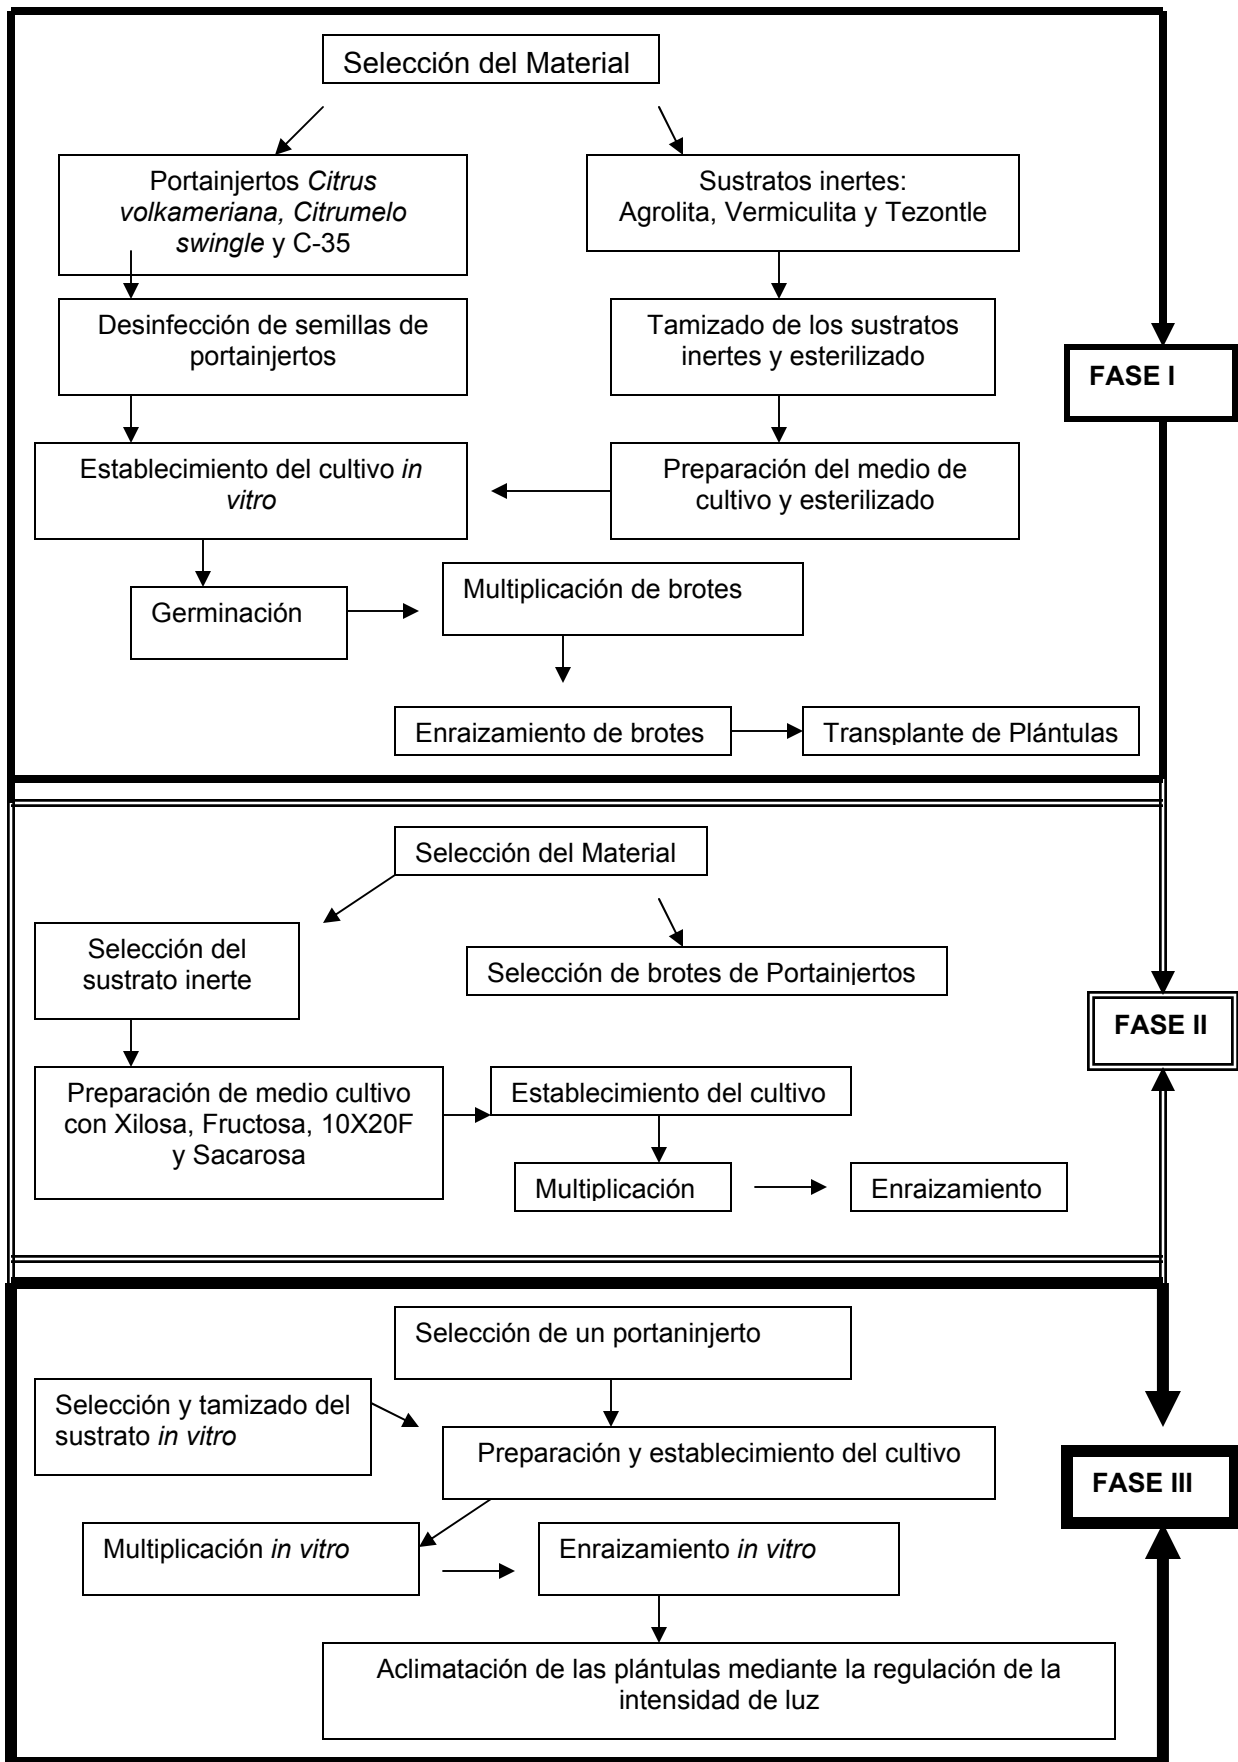 Selección del Material
Portainjertos Citrus
volkameriana, Citrumelo
swingle y C-35
Sustratos inertes:
Agrolita, Vermiculita y Tezontle
Desinfección de semillas de
portainjertos
Tamizado de los sustratos
inertes y esterilizado
FASE I
Establecimiento del cultivo in
vitro
Preparación del medio de
cultivo y esterilizado
Germinación
Multiplicación de brotes
Enraizamiento de brotes
Transplante de Plántulas
Selección del Material
Selección del
sustrato inerte
Selección de brotes de Portainjertos
FASE II
Preparación de medio cultivo
con Xilosa, Fructosa, 10X20F
y Sacarosa
Establecimiento del cultivo
Multiplicación
Enraizamiento
Selección de un portaninjerto
Selección y tamizado del
sustrato in vitro
Preparación y establecimiento del cultivo
FASE III
Multiplicación in vitro
Enraizamiento in vitro
Aclimatación de las plántulas mediante la regulación de la
intensidad de luz